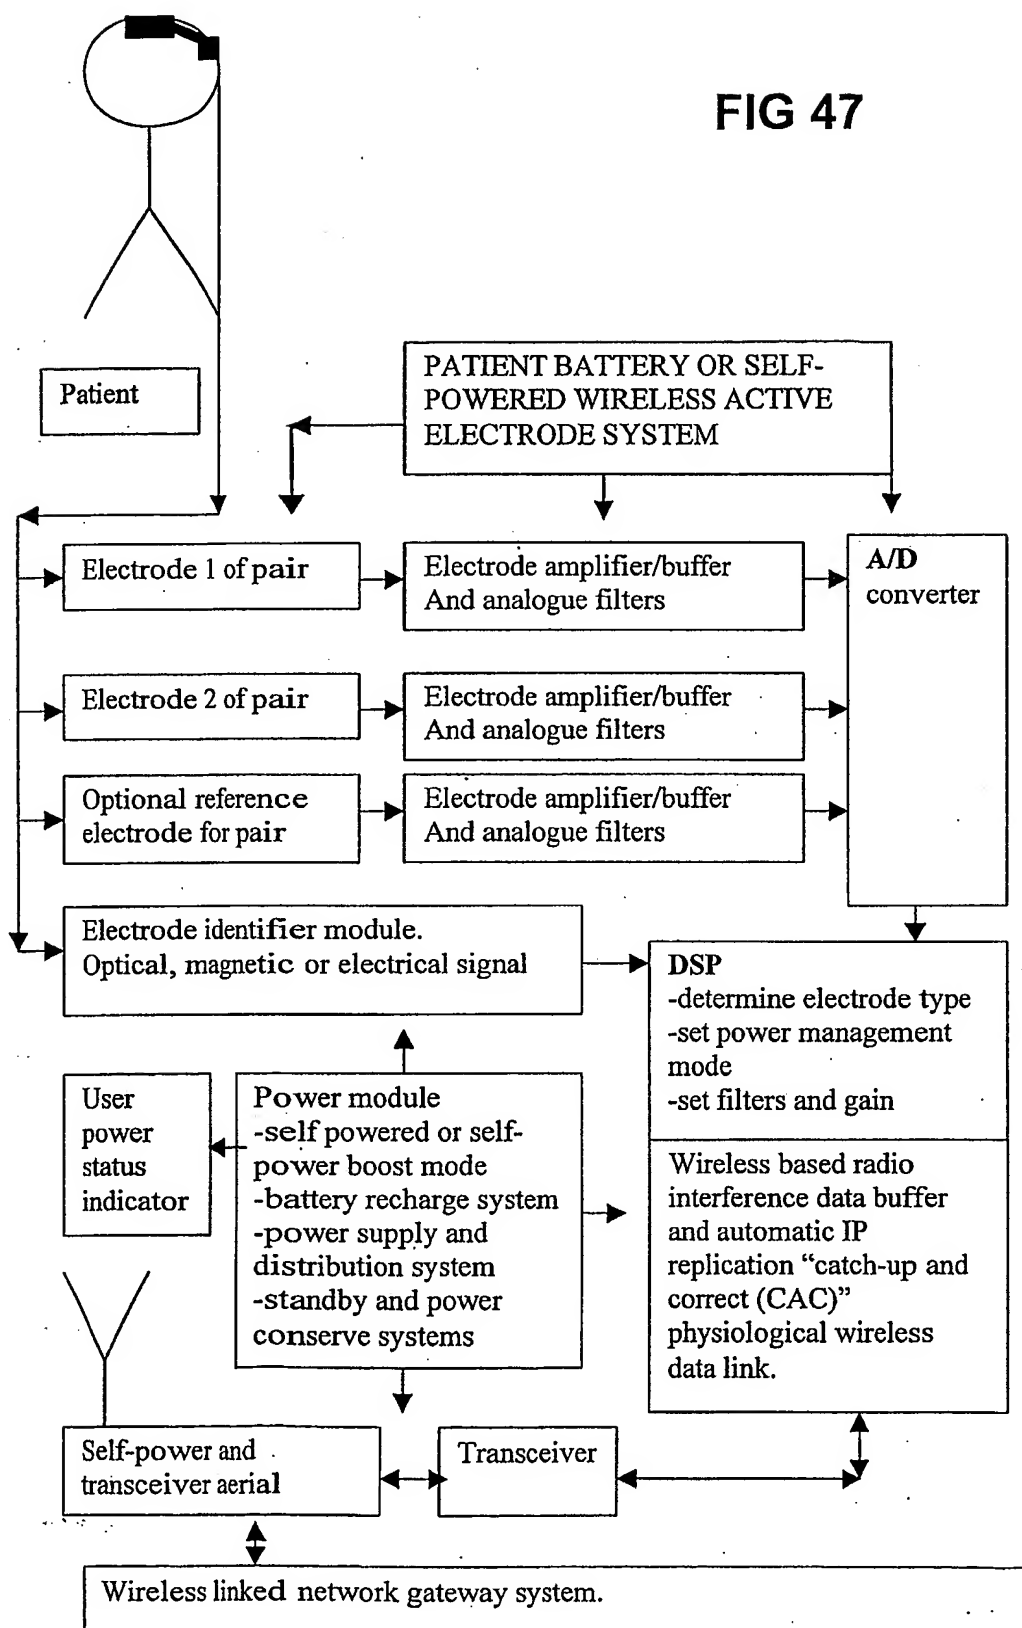 FIG 47
Patient
PATIENT BATTERY OR SELF-
POWERED WIRELESS ACTIVE
ELECTRODE SYSTEM
Electrode 1 of pair
Electrode amplifier/buffer
And analogue filters
A/D
converter
Electrode 2 of pair
Electrode amplifier/buffer
And analogue filters
Optional reference
electrode for pair
Electrode amplifier/buffer
And analogue filters
Electrode identifier module.
Optical, magnetic or electrical signal
DSP
-determine electrode type
-set power management
mode
-set filters and gain
User
power
status
indicator
Power module
-self powered or self-
power boost mode
-battery recharge system
-power supply and
distribution system
-standby and power
conserve systems
Wireless based radio
interference data buffer
and automatic IP
replication “catch-up and
correct (CAC)”
physiological wireless
data link.
Self-power and
transceiver aerial
Transceiver
Wireless linked network gateway system.